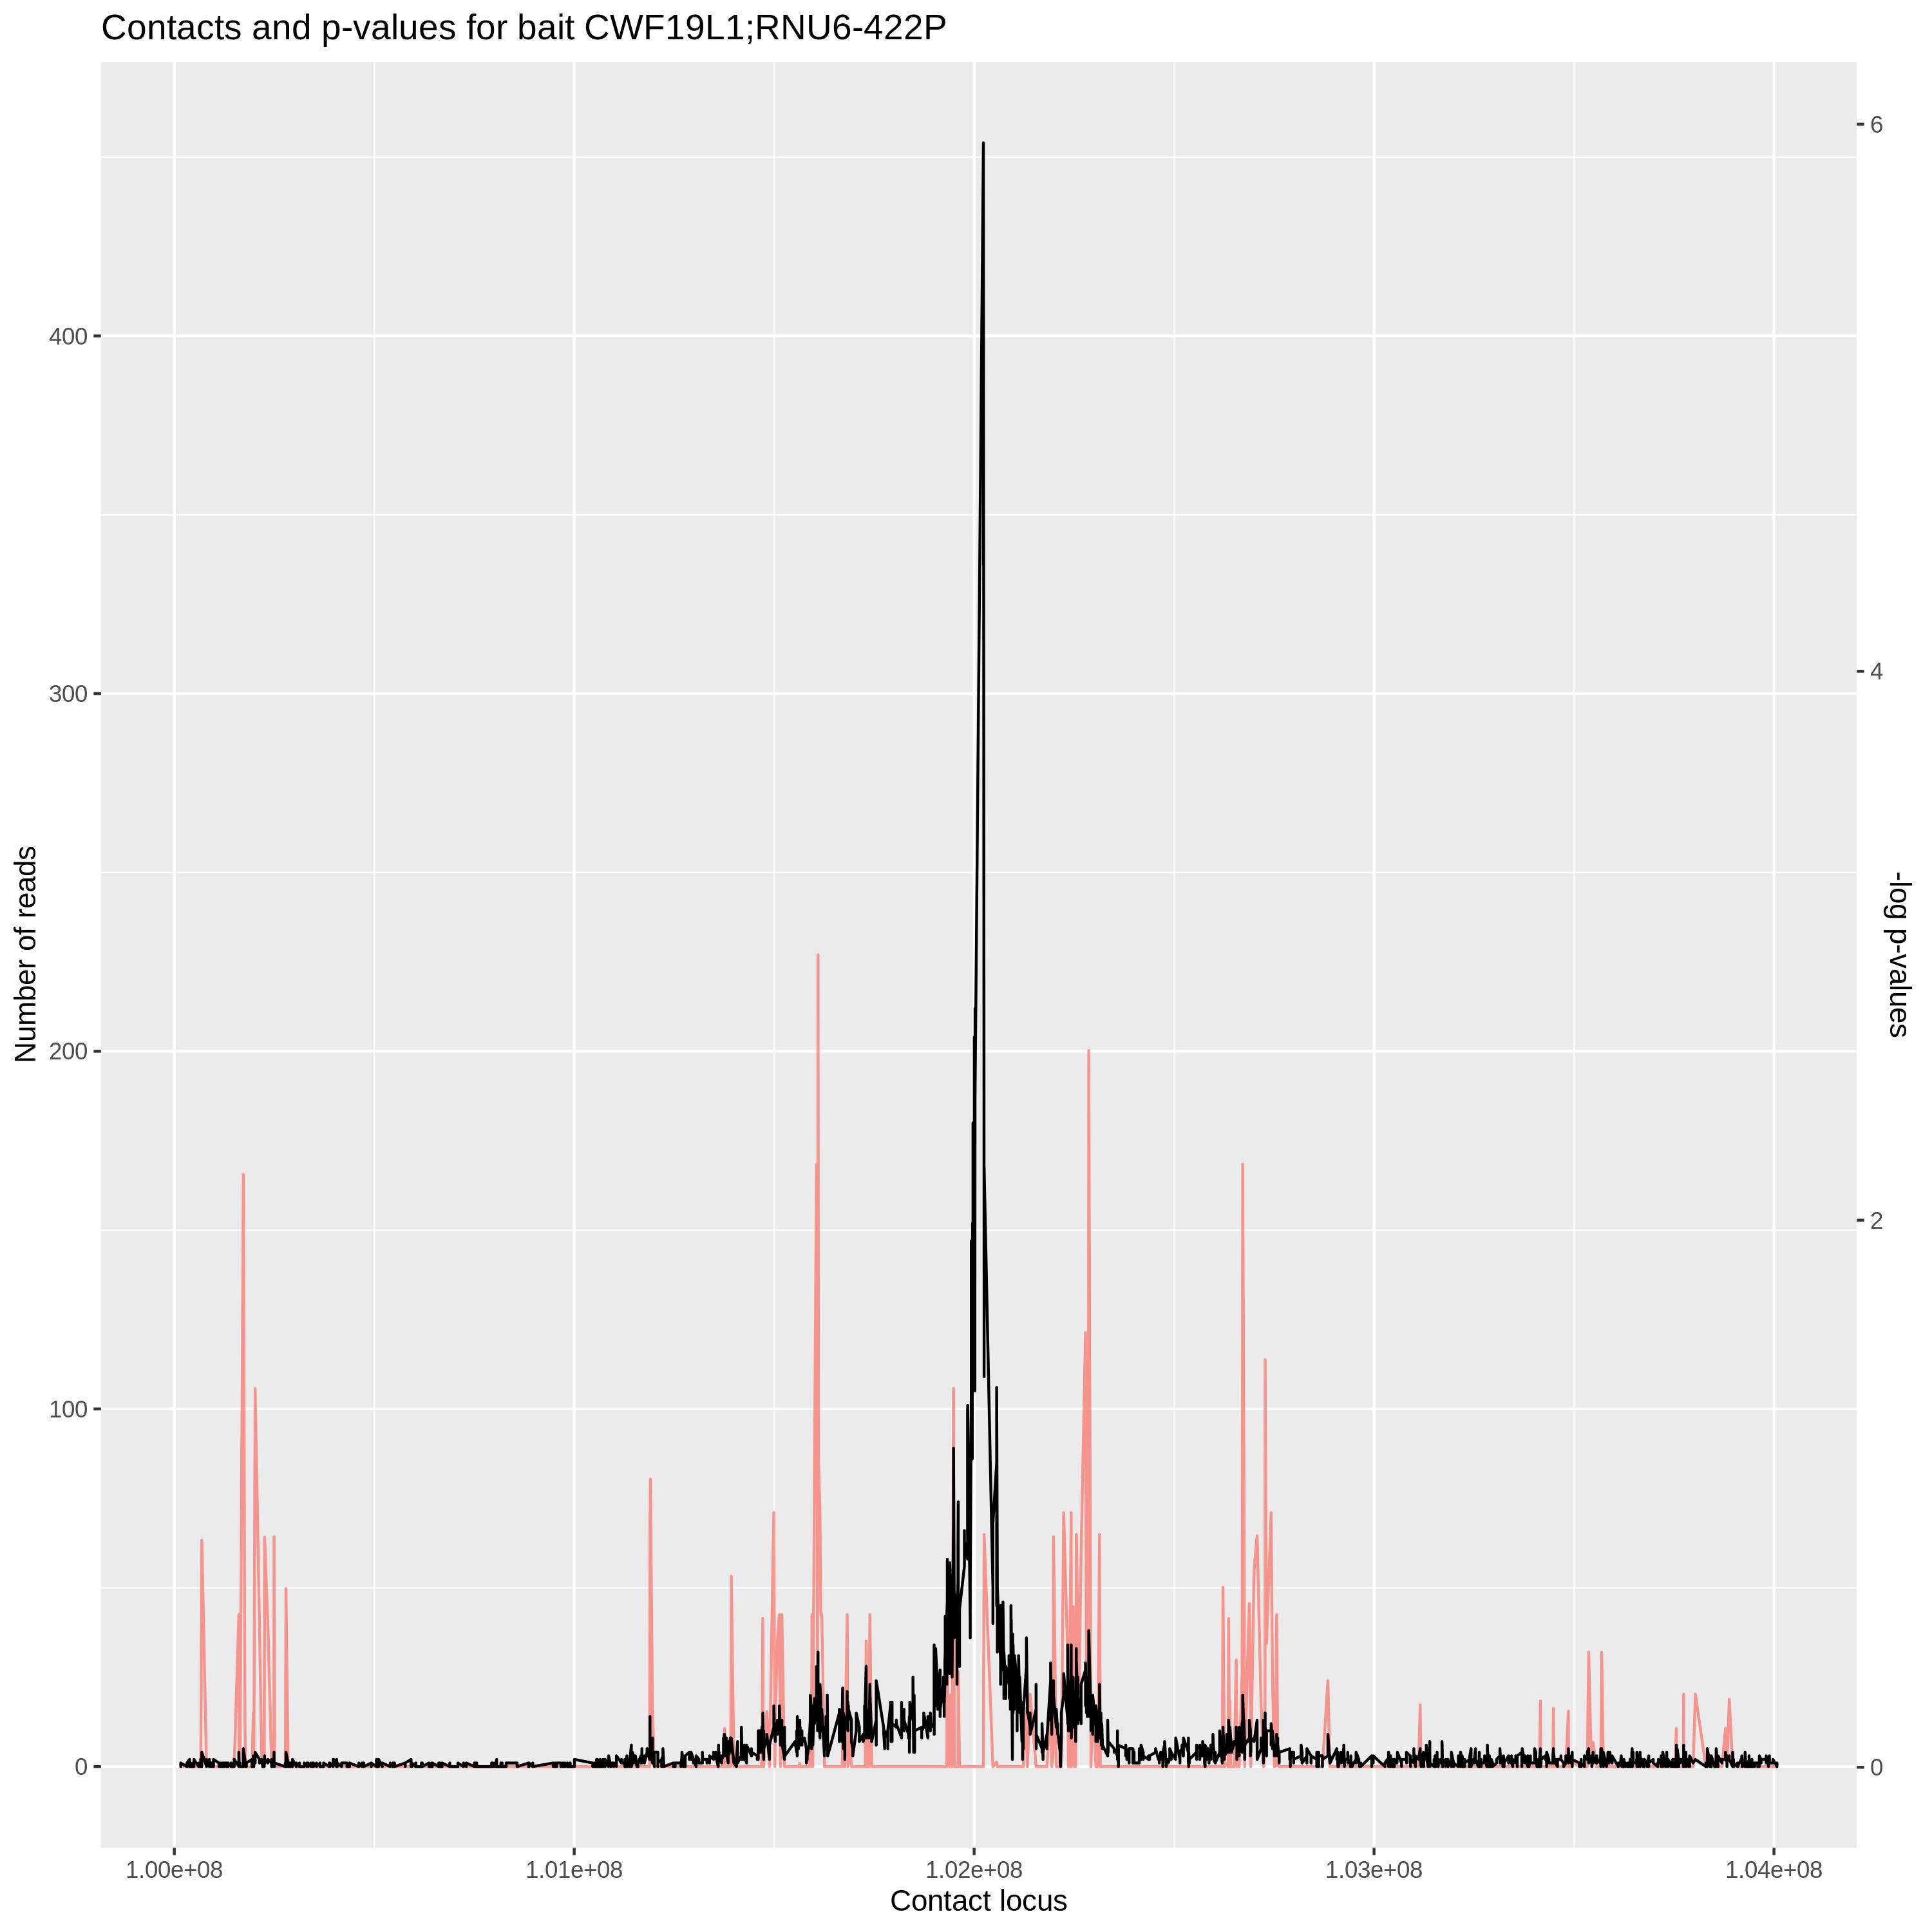 Contacts and p-values for bait CWF19L1;RNU6-422P
Number of reads
400
300
200
100
0
6
4
2
0
-log p-values
1.00e+08 1.01e+08 1.02e+08 1.03e+08 1.04e+08
Contact locus